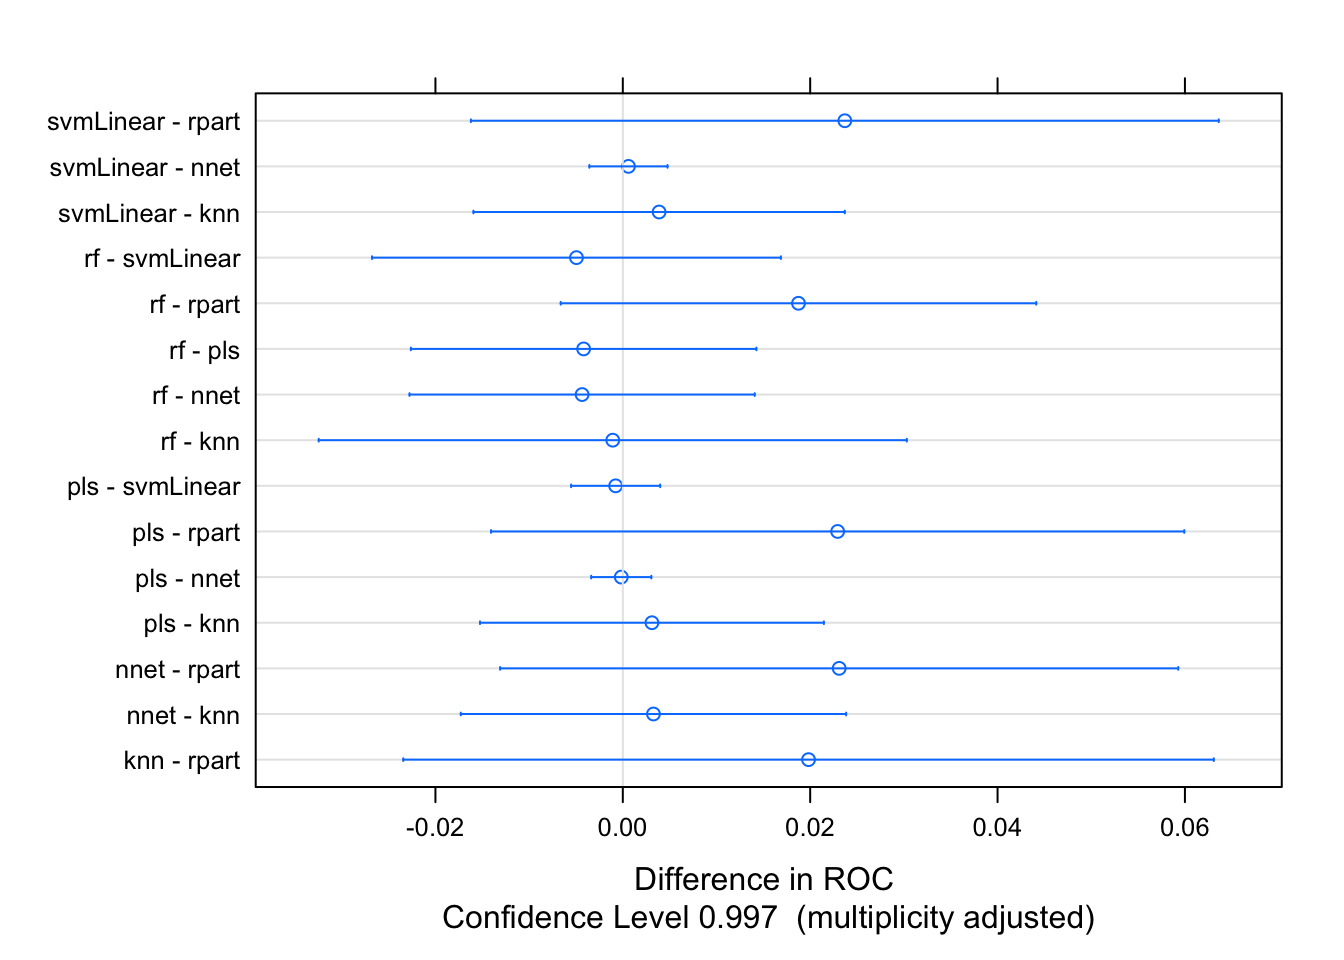 svmLinear - rpart
svmLinear - nnet
svmLinear - knn
rf - svmLinear
rf - rpart
rf - pls
rf - nnet
rf - knn
pls - svmLinear
pls - rpart
pls - nnet
pls - knn
nnet - rpart
nnet - knn
knn - rpart
-0.02 0.00 0.02 0.04 0.06
Difference in ROC
Confidence Level 0.997  (multiplicity adjusted)